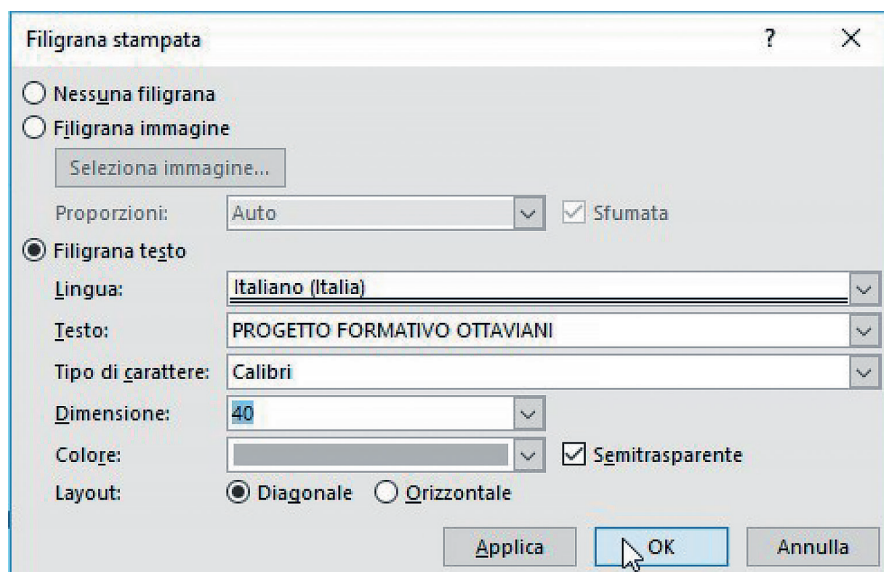 Filigrana stampata ?
Nessuna filigrana
Filigrana immagine
Seleziona immagine...
Proporzioni: Auto Sfumata
Filigrana testo
Lingua: Italiano (Italia)
Testo: PROGETTO FORMATIVO OTTAVIANI
Tipo di carattere: Calibri
Dimensione: 40
Colore: Semitrasparente
Layout: Diagonale Orizzontale
Applica OK Annulla